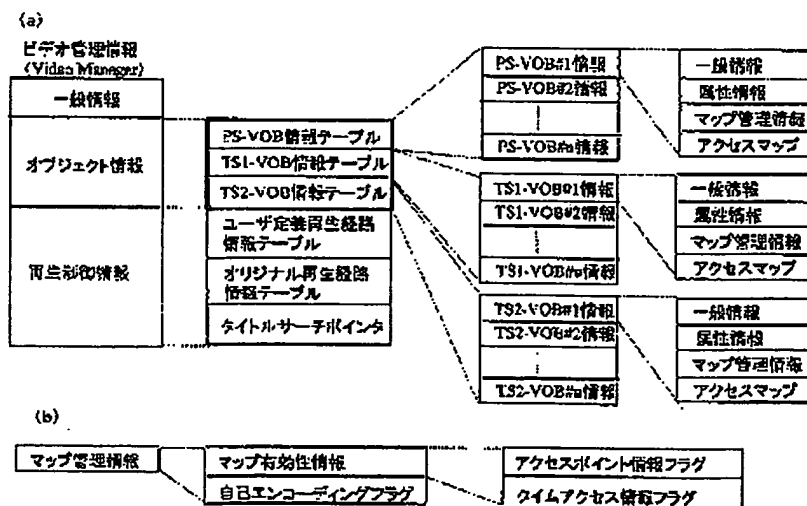 (a)
ビデオ管理情報
(Video Manager)
一般情報
オブジェクト情報
再生制御情報
PS-VOB情報テーブル
TS1-VOB情報テーブル
TS2-VOB情報テーブル
ユーザ定義再生経路
情報テーブル
オリジナル再生経路
情報テーブル
タイトルサーチポインタ
PS-VOB#1情報
PS-VOB#2情報
PS-VOB#n情報
一般情報
属性情報
マップ管理情報
アクセスマップ
TS1-VOB#1情報
TS1-VOB#2情報
TS1-VOB#n情報
一般情報
属性情報
マップ管理情報
アクセスマップ
TS2-VOB#1情報
TS2-VOB#2情報
TS2-VOB#n情報
一般情報
属性情報
マップ管理情報
アクセスマップ
(b)
マップ管理情報
マップ有効性情報
自己エンコーディングフラグ
アクセスポイント情報フラグ
タイムアクセス情報フラグ